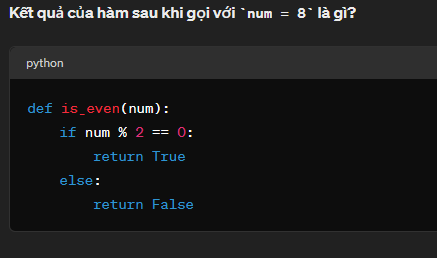 Kết quả của hàm sau khi gọi với `num = 8` là gì?
python
def is_even(num):
    if num % 2 == 0:
        return True
    else:
        return False